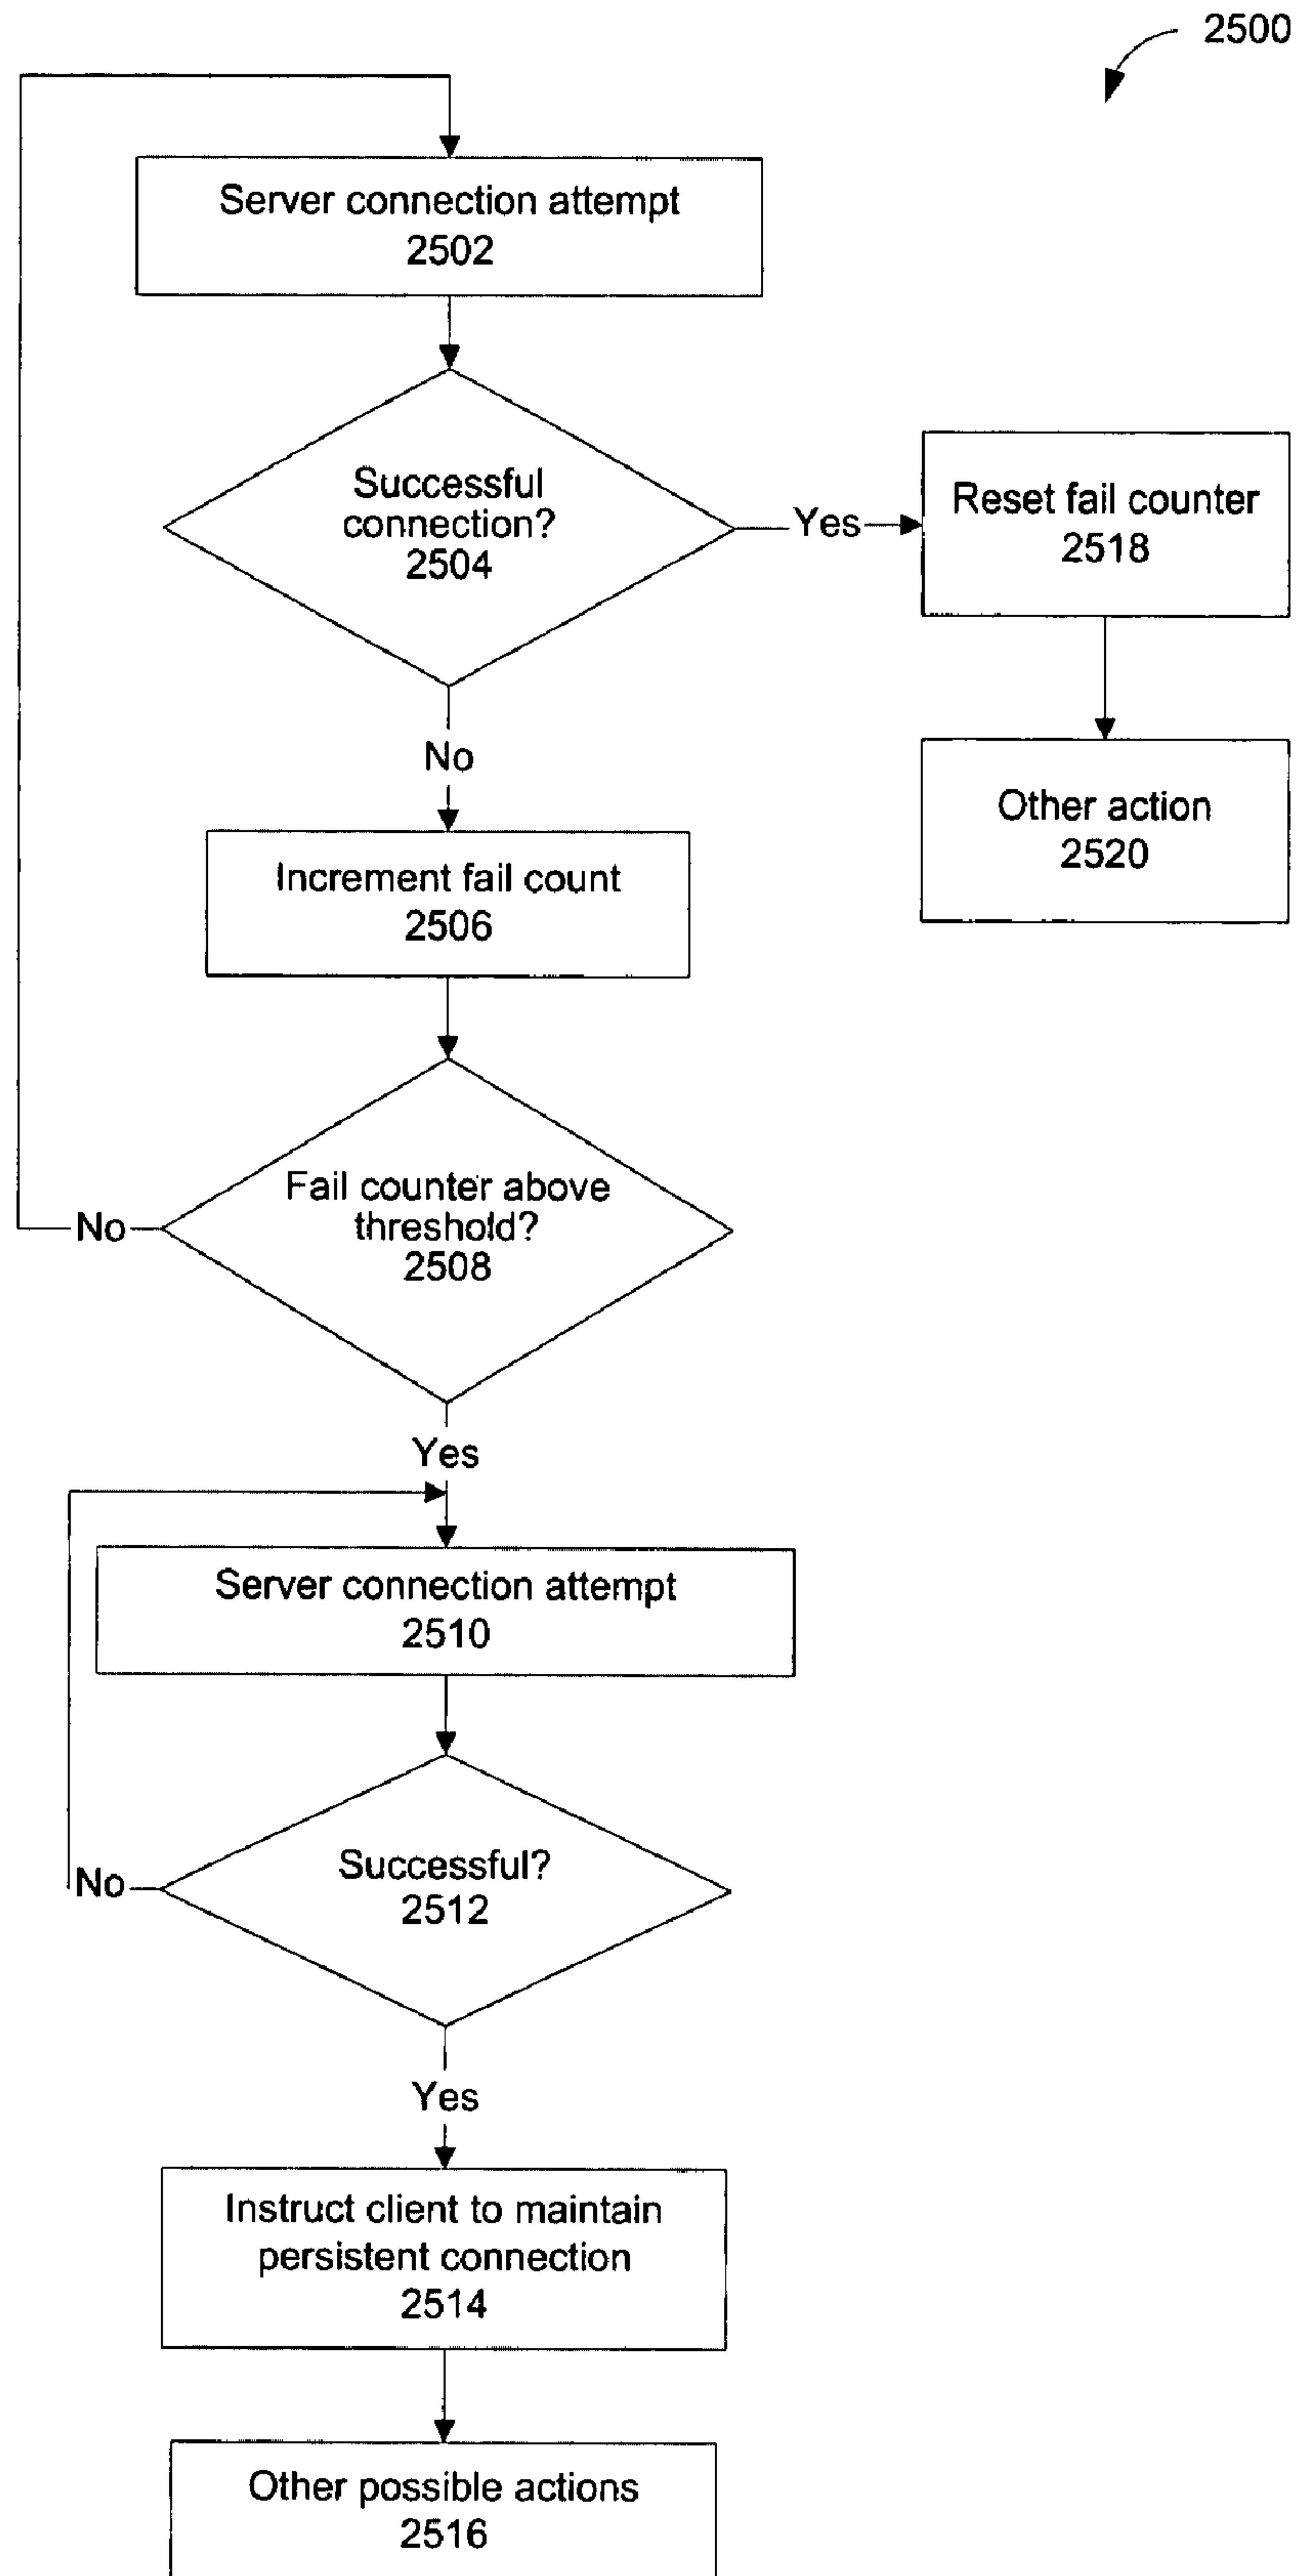 2500
Server connection attempt
2502
Successful
connection?
2504
Yes
Reset fail counter
2518
No
Other action
2520
Increment fail count
2506
Fail counter above
threshold?
2508
No
Yes
Server connection attempt
2510
Successful?
2512
No
Yes
Instruct client to maintain
persistent connection
2514
Other possible actions
2516